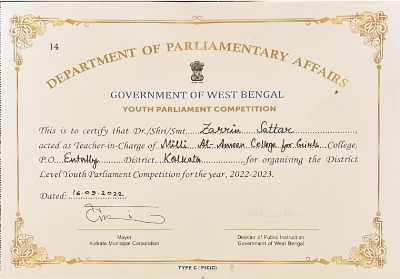 14
DEPARTMENT OF PARLIAMENTARY AFFAIRS
GOVERNMENT OF WEST BENGAL
YOUTH PARLIAMENT COMPETITION
This is to certify that Dr./Shri/Smt. Zarrin Sattar
acted as Teacher-in-Charge of Milli Al-Ameen College for Girls College,
P.O. Entally District Kolkata for organising the District
Level Youth Parliament Competition for the year, 2022-2023.
Dated: 16.09.2022
Mayor
Kolkata Municipal Corporation
Director of Public Instruction
Government of West Bengal